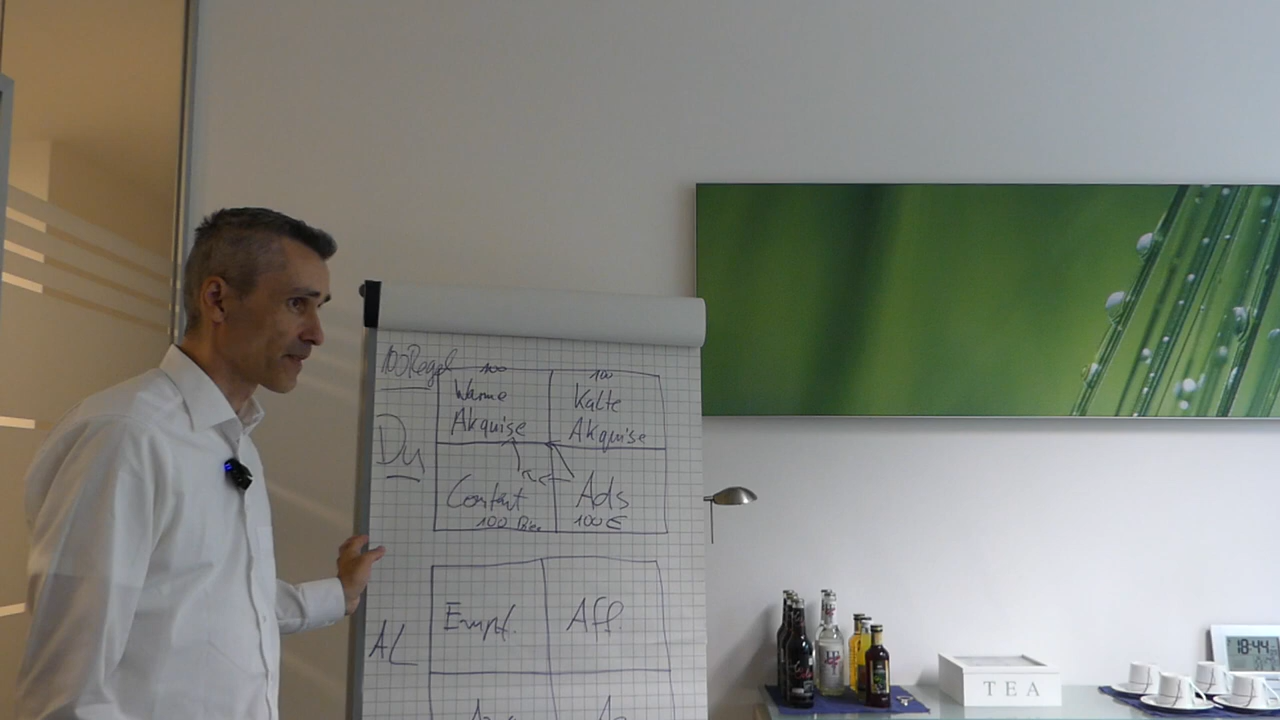 100 Regel
100
Warme
Akquise
100
Kalte
Akquise
Du
Content
100
Ads
100€
AL
Empf.
Aff.
TEA
18:44